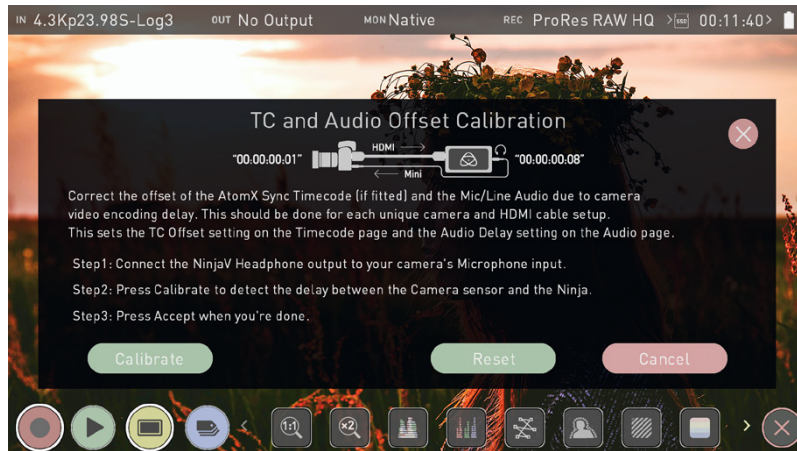 IN 4.3Kp23.98S-Log3 OUT No Output MON Native REC ProRes RAW HQ > SSD 00:11:40>
TC and Audio Offset Calibration
HDMI
"00:00:00:01" "00:00:00:08"
Mini
Correct the offset of the AtomX Sync Timecode (if fitted) and the Mic/Line Audio due to camera
video encoding delay. This should be done for each unique camera and HDMI cable setup.
This sets the TC Offset setting on the Timecode page and the Audio Delay setting on the Audio page.
Step1: Connect the NinjaV Headphone output to your camera's Microphone input.
Step2: Press Calibrate to detect the delay between the Camera sensor and the Ninja.
Step3: Press Accept when you're done.
Calibrate Reset Cancel
1:1 x2